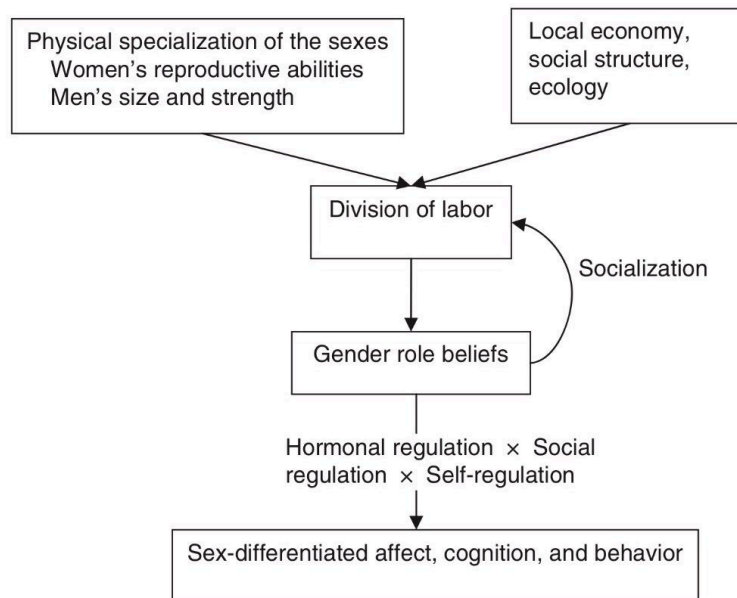 Physical specialization of the sexes
Women's reproductive abilities
Men's size and strength
Local economy,
social structure,
ecology
Division of labor
Socialization
Gender role beliefs
Hormonal regulation × Social
regulation × Self-regulation
Sex-differentiated affect, cognition, and behavior